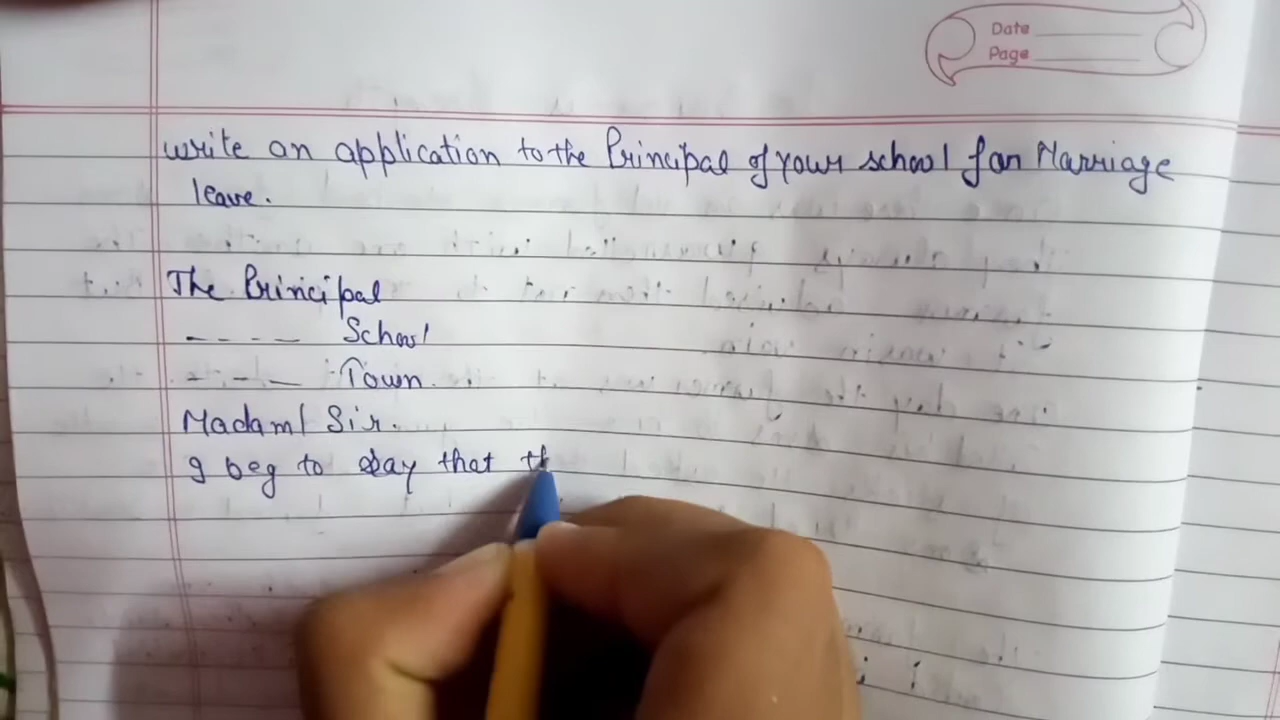 Date
Page
write an application to the Principal of your school for Marriage
leave.
The Principal
---- School
---- Town.
Madam/ Sir.
I beg to say that th